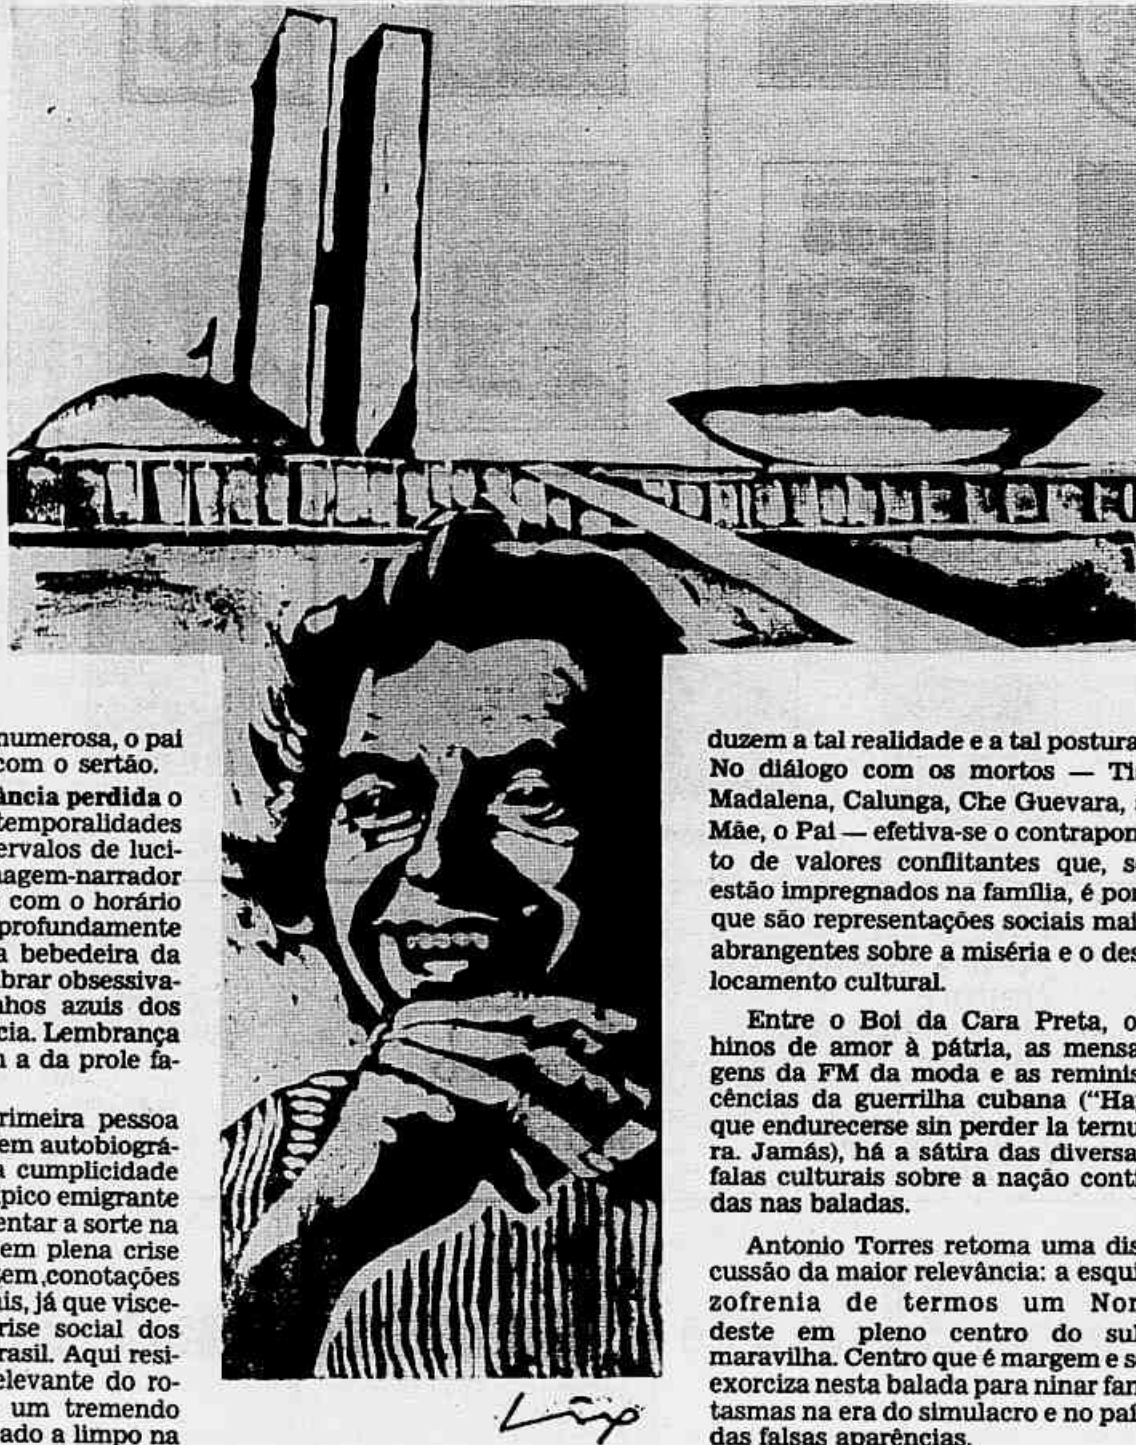 numerosa, o pai
com o sertão.
ância perdida o
temporalidades
ervalos de luci-
nagem-narrador
com o horário
profundamente
a bebedeira da
brar obsessiva-
nhos azuis dos
cia. Lembrança
n a da prole fa-
rimeira pessoa
em autobiográ-
a cumplicidade
pico emigrante
entar a sorte na
em plena crise
tem conotações
is, já que visce-
rise social dos
rasil. Aqui resi-
elevante do ro-
um tremendo
ado a limpo na
duzem a tal realidade e a tal postura
No diálogo com os mortos — Ti
Madalena, Calunga, Che Guevara,
Mãe, o Pai — efetiva-se o contrapon
to de valores conflitantes que, s
estão impregnados na família, é por
que são representações sociais mai
abrangentes sobre a miséria e o des
locamento cultural.
Entre o Boi da Cara Preta, o
hinos de amor à pátria, as mensa
gens da FM da moda e as reminis
cências da guerrilha cubana (“Ha
que endurecerse sin perder la ternu
ra. Jamás), há a sátira das diversa
falas culturais sobre a nação conti
das nas baladas.
Antonio Torres retoma uma dis
cussão da maior relevância: a esqui
zofrenia de termos um Nor
deste em pleno centro do sul
maravilha. Centro que é margem e s
exorciza nesta balada para ninar fan
tasmas na era do simulacro e no paí
das falsas aparências.